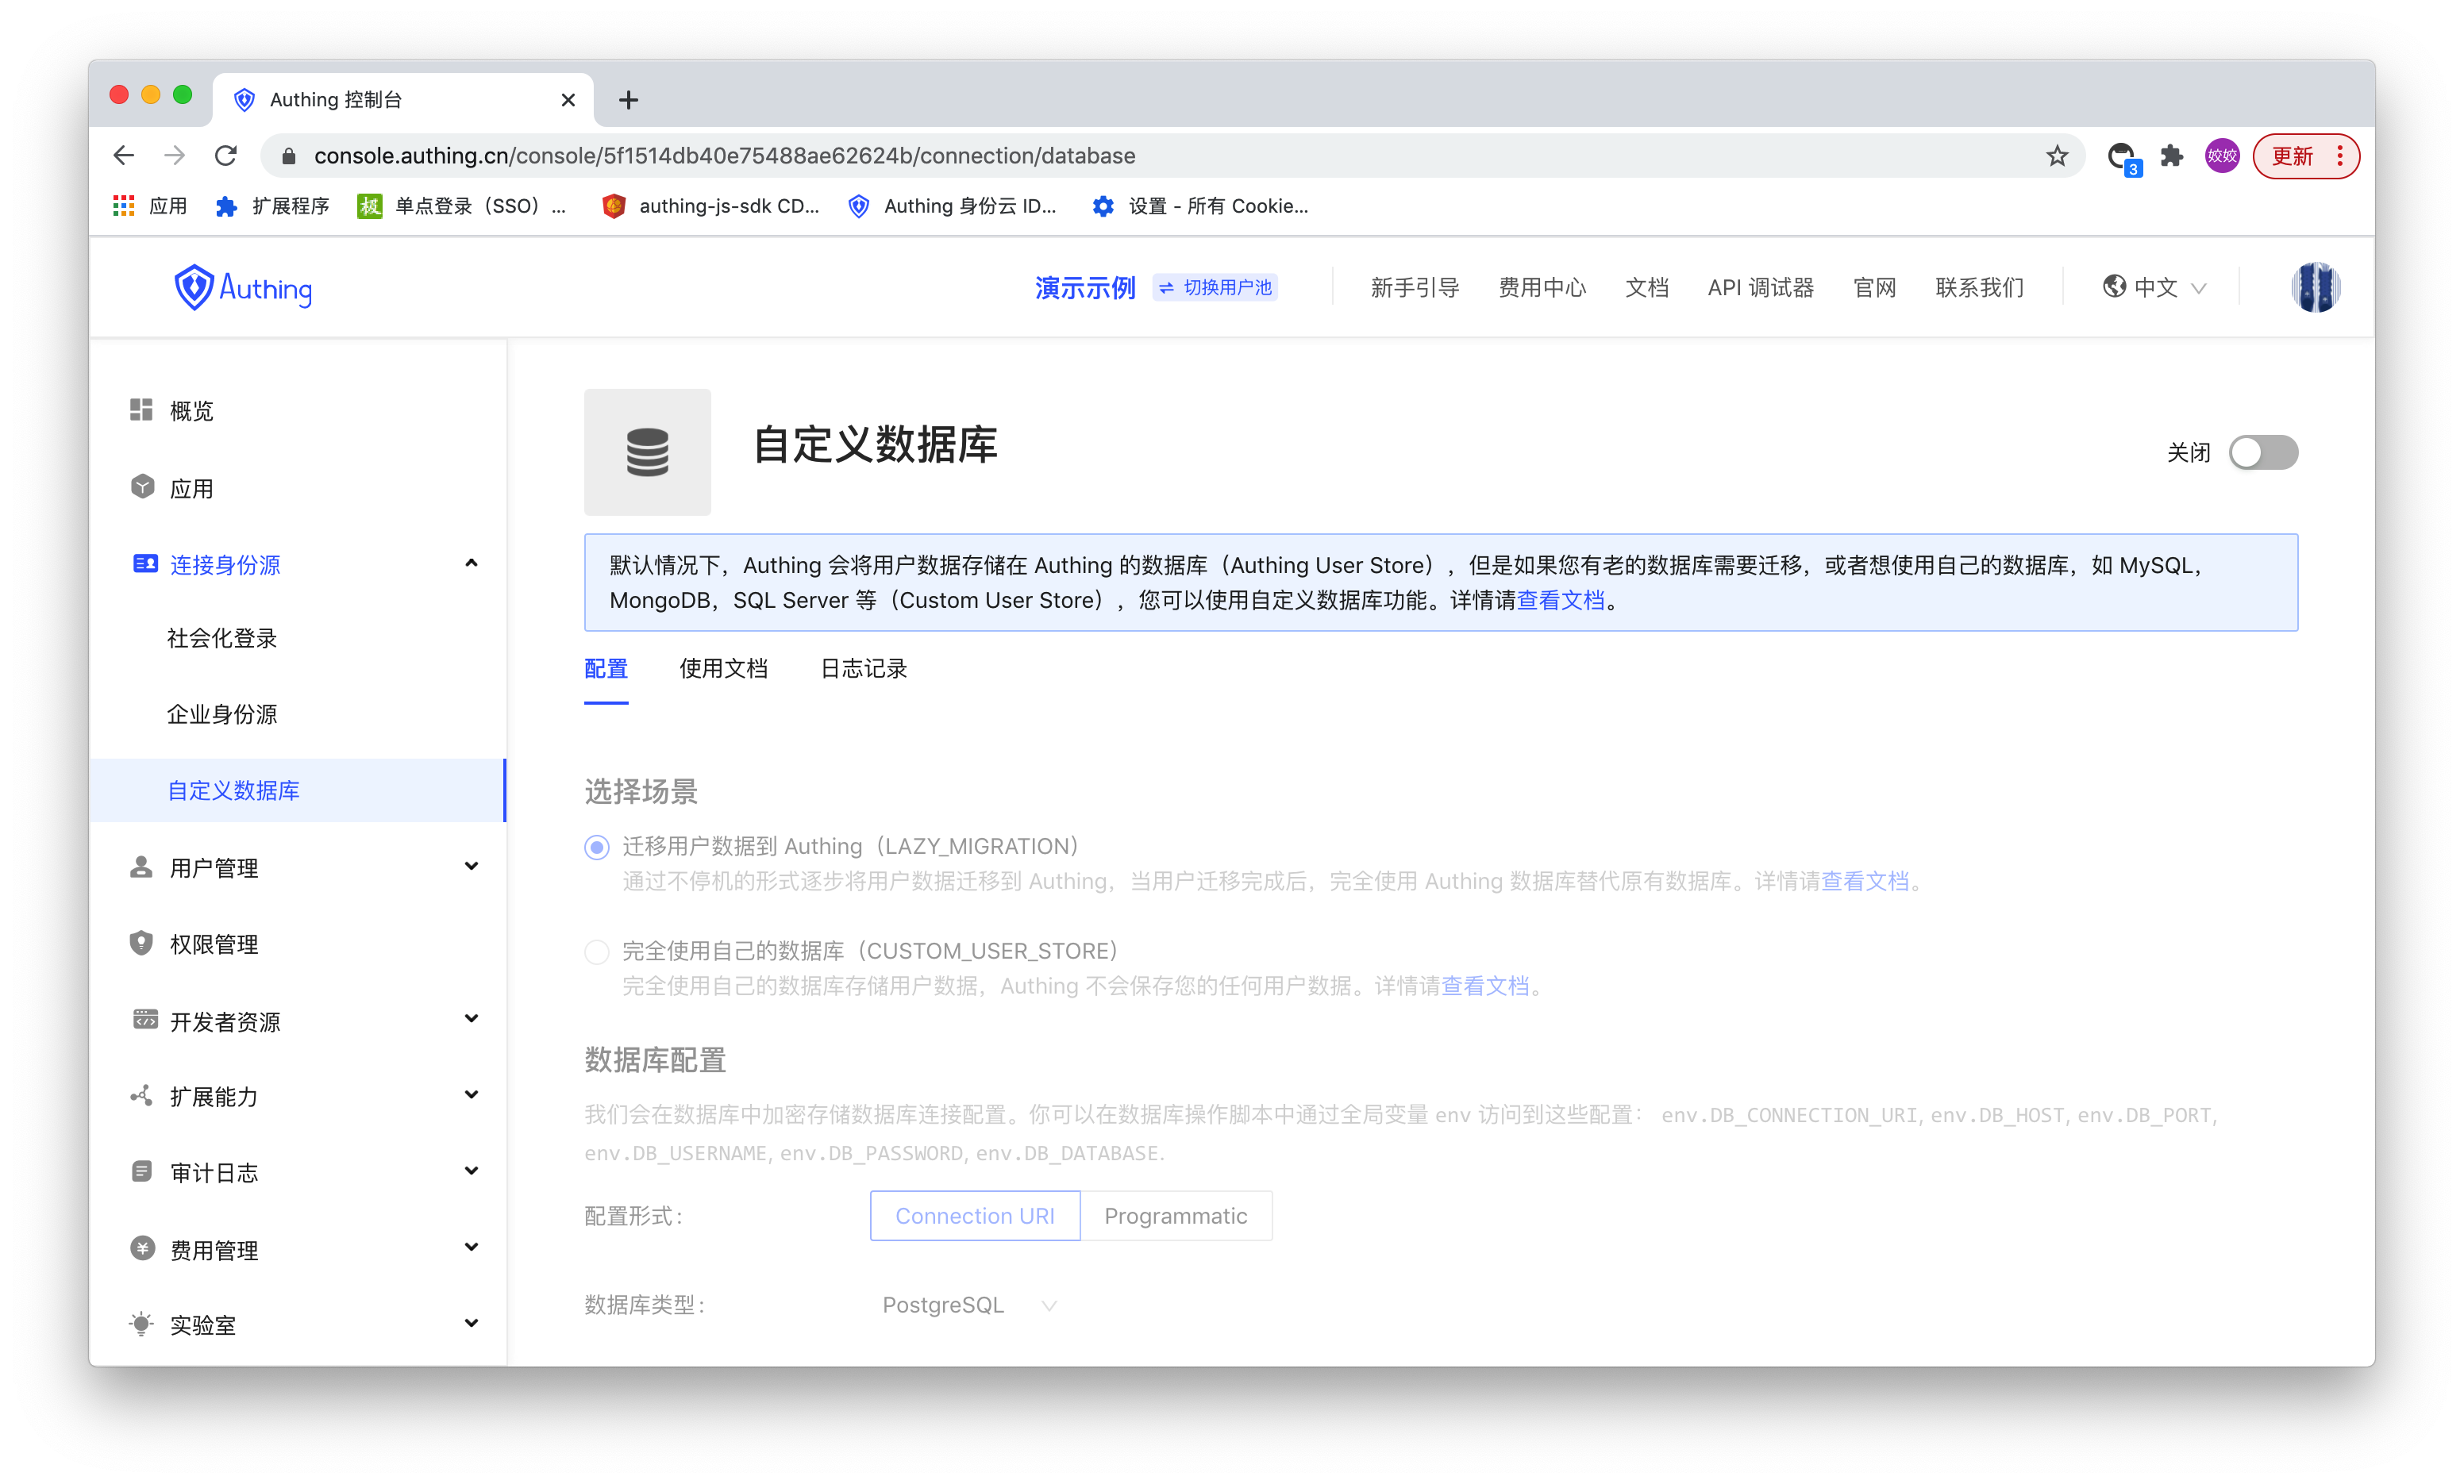 Authing 控制台
console.authing.cn/console/5f1514db40e75488ae62624b/connection/database
3
姣姣
更新
应用
扩展程序
极
单点登录（SSO）...
authing-js-sdk CD...
Authing 身份云 ID...
设置 - 所有 Cookie...
Authing
演示示例
切换用户池
新手引导
费用中心
文档
API 调试器
官网
联系我们
中文
概览
应用
连接身份源
社会化登录
企业身份源
自定义数据库
用户管理
权限管理
开发者资源
扩展能力
审计日志
费用管理
实验室
自定义数据库
关闭
默认情况下，Authing 会将用户数据存储在 Authing 的数据库（Authing User Store），但是如果您有老的数据库需要迁移，或者想使用自己的数据库，如 MySQL，
MongoDB，SQL Server 等（Custom User Store），您可以使用自定义数据库功能。详情请查看文档。
配置
使用文档
日志记录
选择场景
迁移用户数据到 Authing（LAZY_MIGRATION）
通过不停机的形式逐步将用户数据迁移到 Authing，当用户迁移完成后，完全使用 Authing 数据库替代原有数据库。详情请查看文档。
完全使用自己的数据库（CUSTOM_USER_STORE）
完全使用自己的数据库存储用户数据，Authing 不会保存您的任何用户数据。详情请查看文档。
数据库配置
我们会在数据库中加密存储数据库连接配置。你可以在数据库操作脚本中通过全局变量 env 访问到这些配置： env.DB_CONNECTION_URI, env.DB_HOST, env.DB_PORT,
env.DB_USERNAME, env.DB_PASSWORD, env.DB_DATABASE.
配置形式：
Connection URI
Programmatic
数据库类型：
PostgreSQL